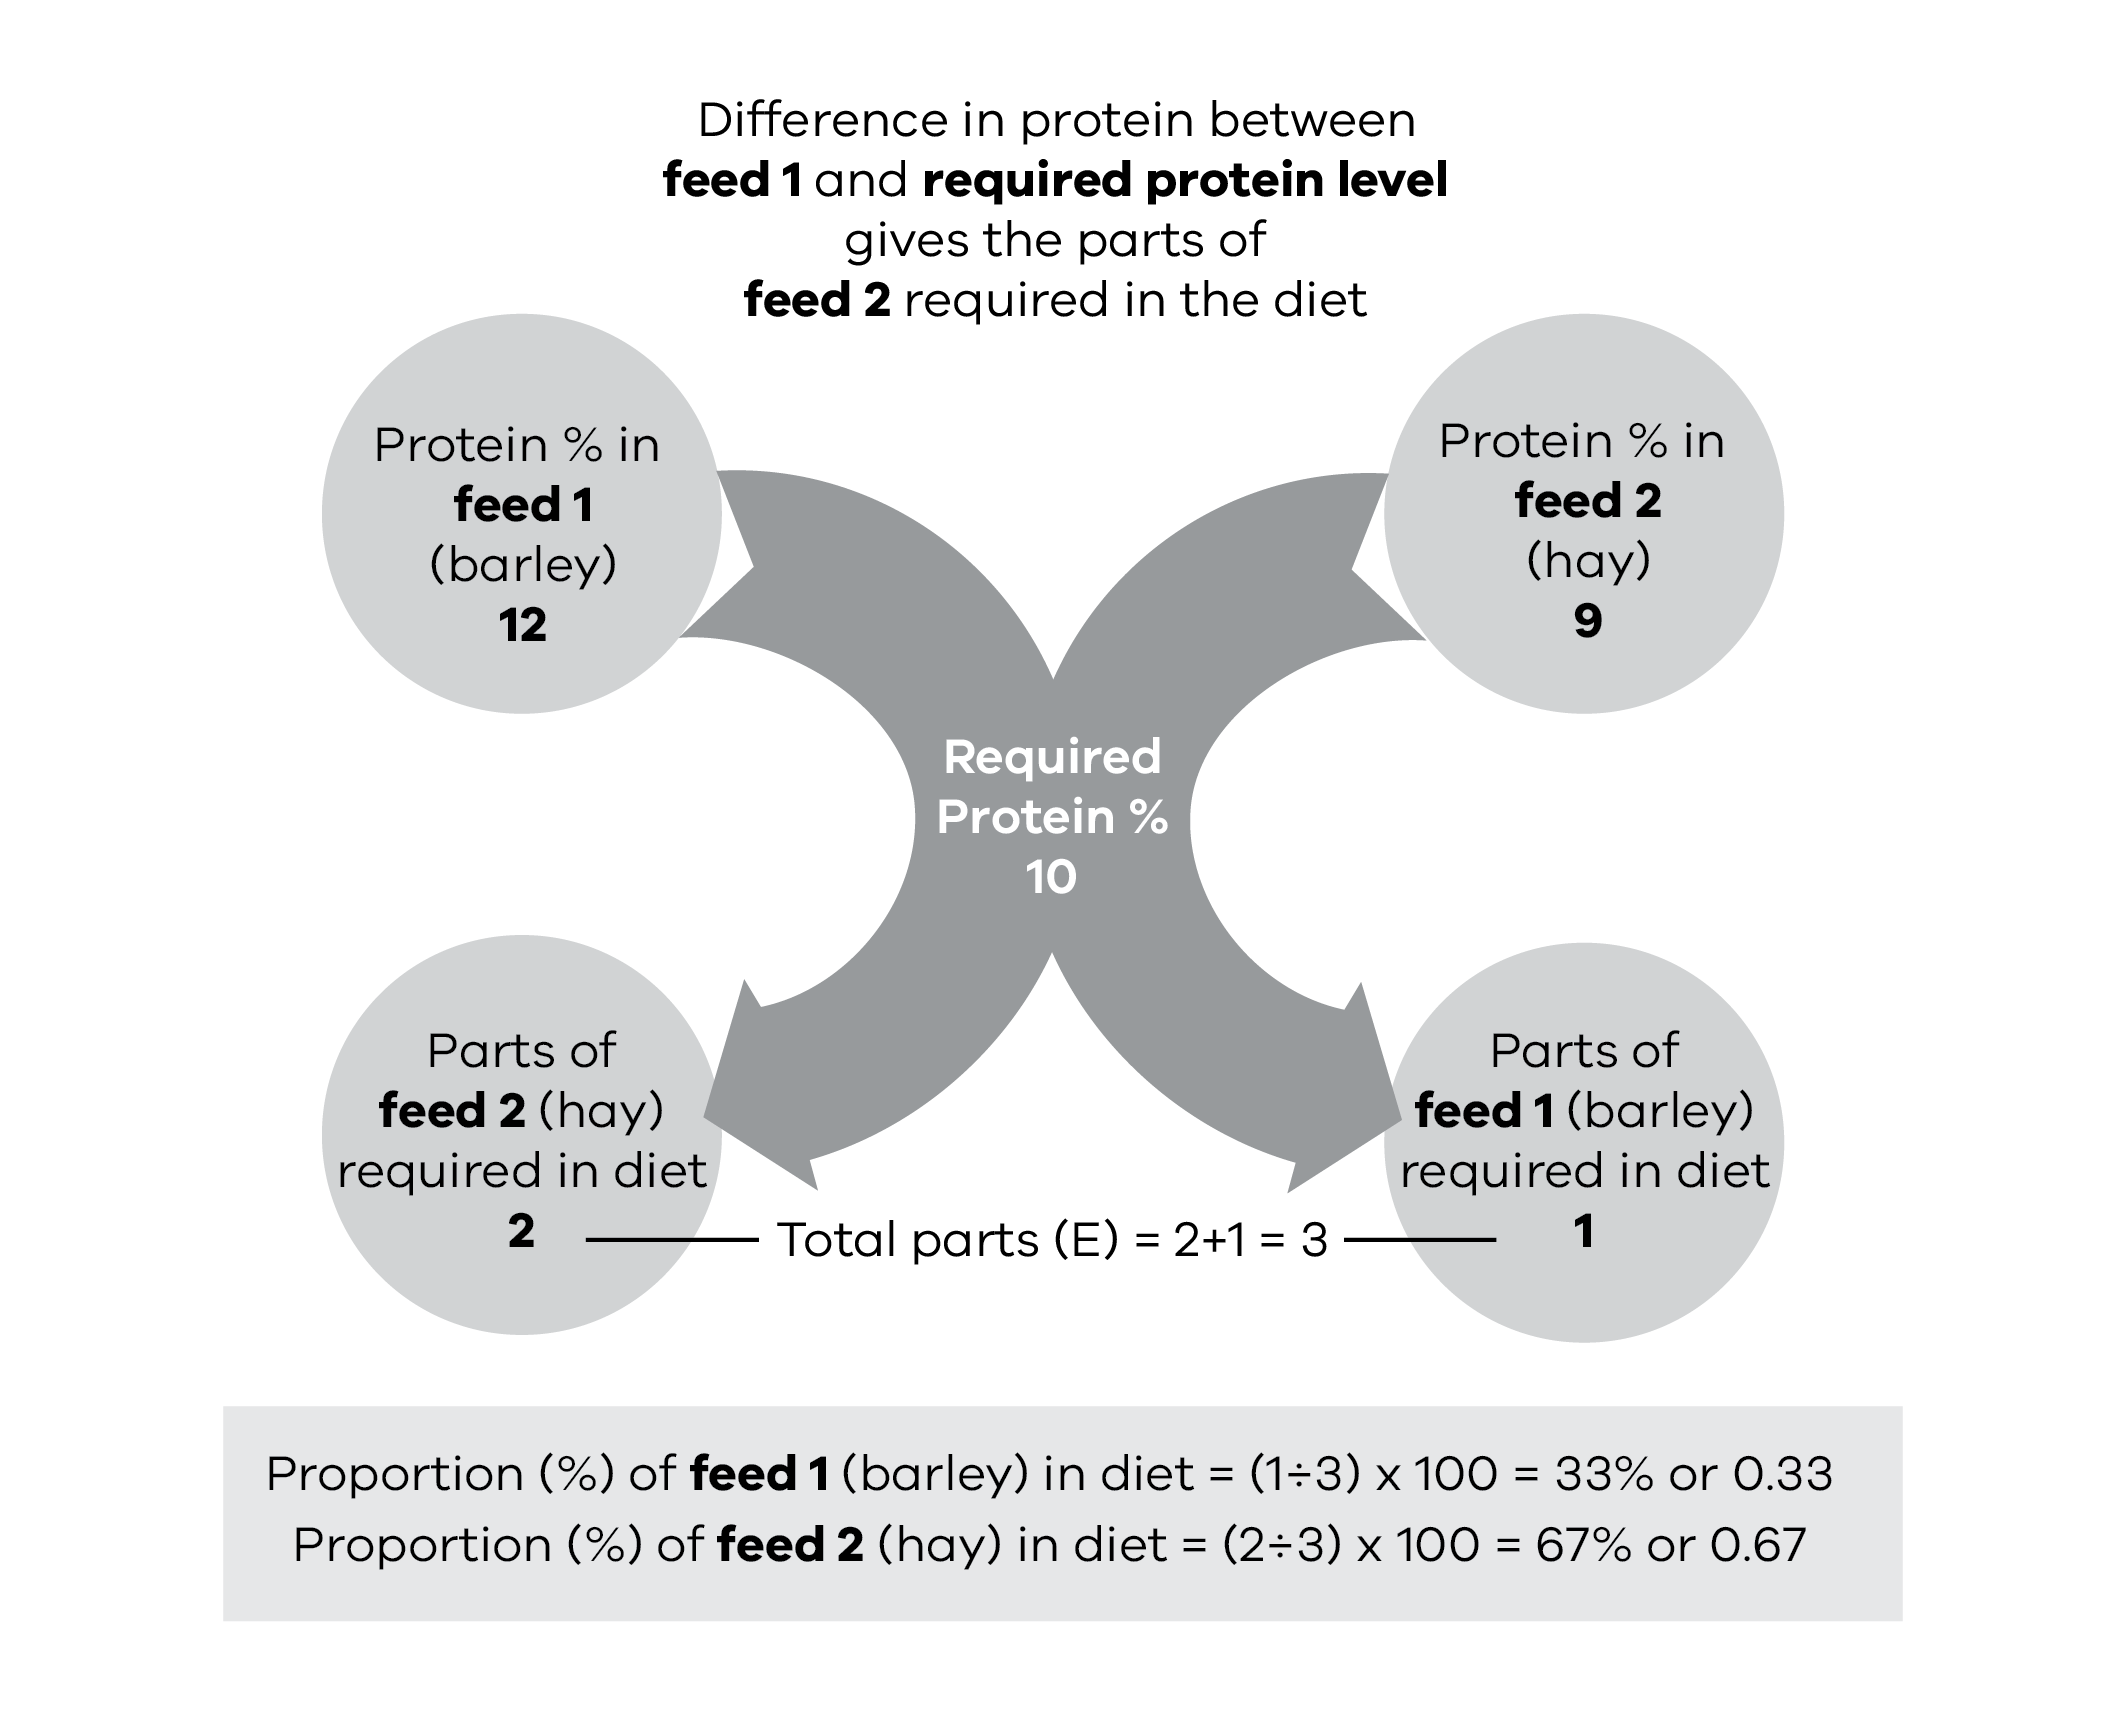 Difference in protein between
feed 1 and required protein level
gives the parts of
feed 2 required in the diet
Protein % in
feed 1
(barley)
12
Protein % in
feed 2
(hay)
9
Required
Protein %
10
Parts of
feed 2 (hay)
required in diet
2
Total parts (E) = 2+1 = 3
Parts of
feed 1 (barley)
required in diet
1
Proportion (%) of feed 1 (barley) in diet = (1÷3) x 100 = 33% or 0.33
Proportion (%) of feed 2 (hay) in diet = (2÷3) x 100 = 67% or 0.67